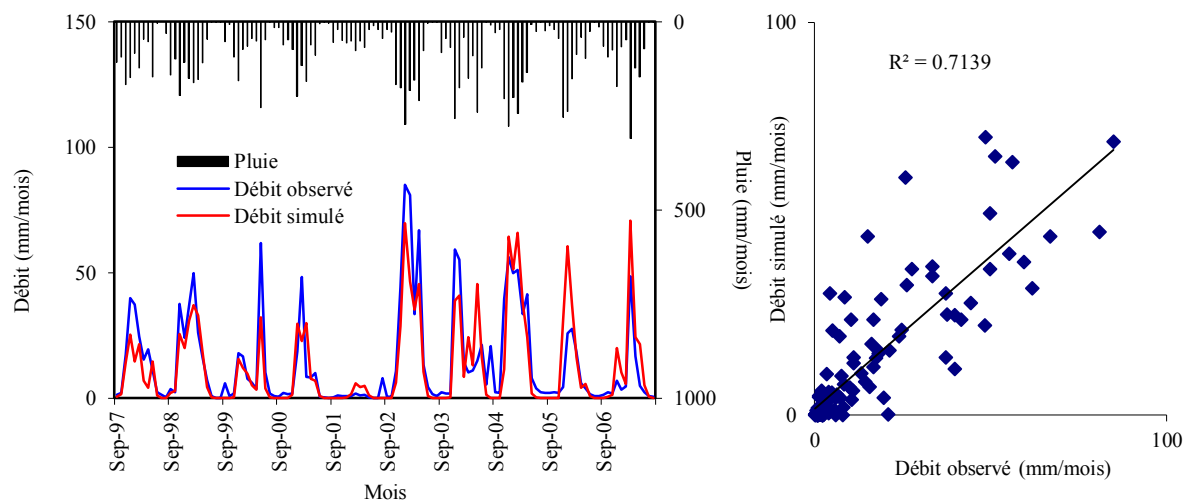 150
100
50
0
Débit (mm/mois)
Pluie
Débit observé
Débit simulé
0
500
1000
Pluie (mm/mois)
Sep-97
Sep-98
Sep-99
Sep-00
Sep-01
Sep-02
Sep-03
Sep-04
Sep-05
Sep-06
Mois
100
0
Débit simulé (mm/mois)
R² = 0.7139
0
100
Débit observé (mm/mois)